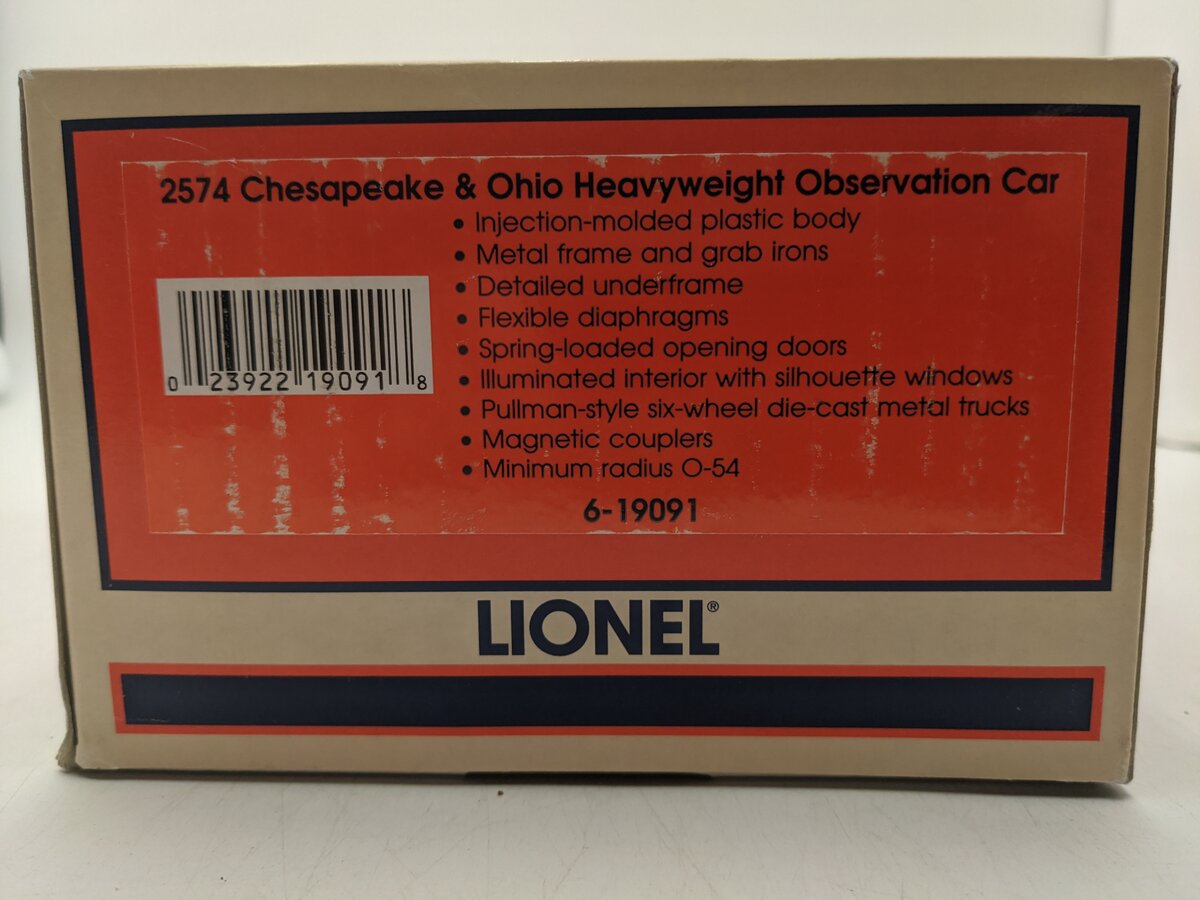 2574 Chesapeake & Ohio Heavyweight Observation Car
• Injection-molded plastic body
• Metal frame and grab irons
• Detailed underframe
• Flexible diaphragms
• Spring-loaded opening doors
• Illuminated interior with silhouette windows
• Pullman-style six-wheel die-cast metal trucks
• Magnetic couplers
• Minimum radius O-54
0 23922 19091 8
6-19091
LIONEL®